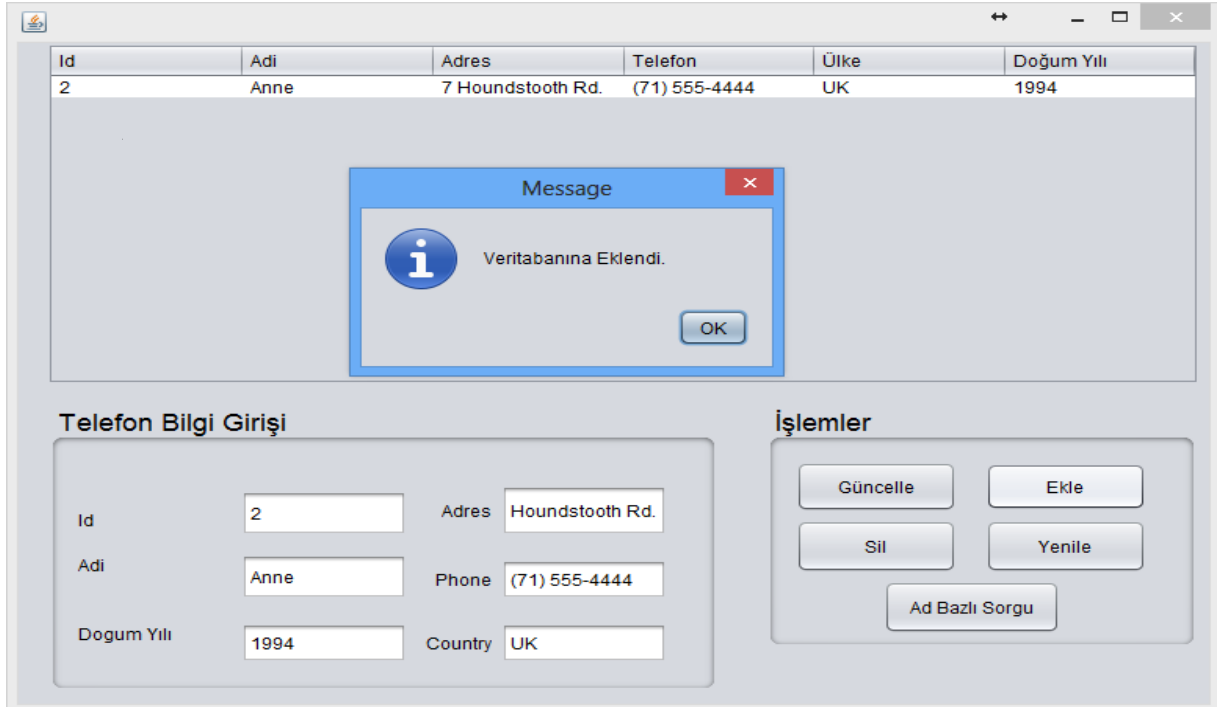 Id Adi Adres Telefon Ülke Doğum Yılı
2 Anne 7 Houndstooth Rd. (71) 555-4444 UK 1994
Message
Veritabanına Eklendi.
OK
Telefon Bilgi Girişi
Id 2 Adres Houndstooth Rd.
Adi Anne Phone (71) 555-4444
Dogum Yılı 1994 Country UK
İşlemler
Güncelle Ekle
Sil Yenile
Ad Bazlı Sorgu